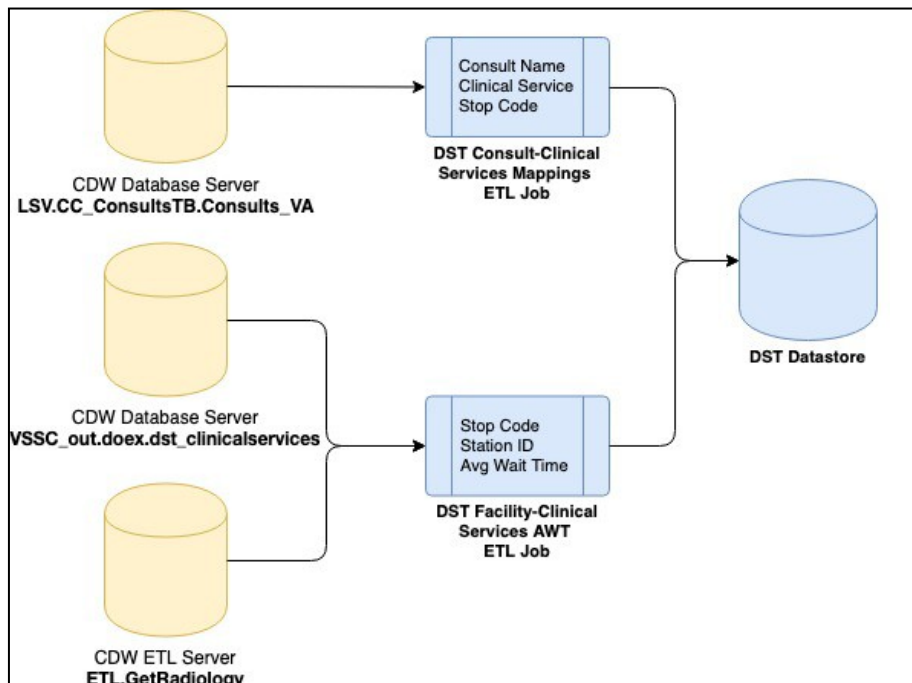 CDW Database Server
LSV.CC_ConsultsTB.Consults_VA
Consult Name
Clinical Service
Stop Code
DST Consult-Clinical
Services Mappings
ETL Job
CDW Database Server
VSSC_out.doex.dst_clinicalservices
Stop Code
Station ID
Avg Wait Time
DST Facility-Clinical
Services AWT
ETL Job
CDW ETL Server
ETL.GetRadiology
DST Datastore